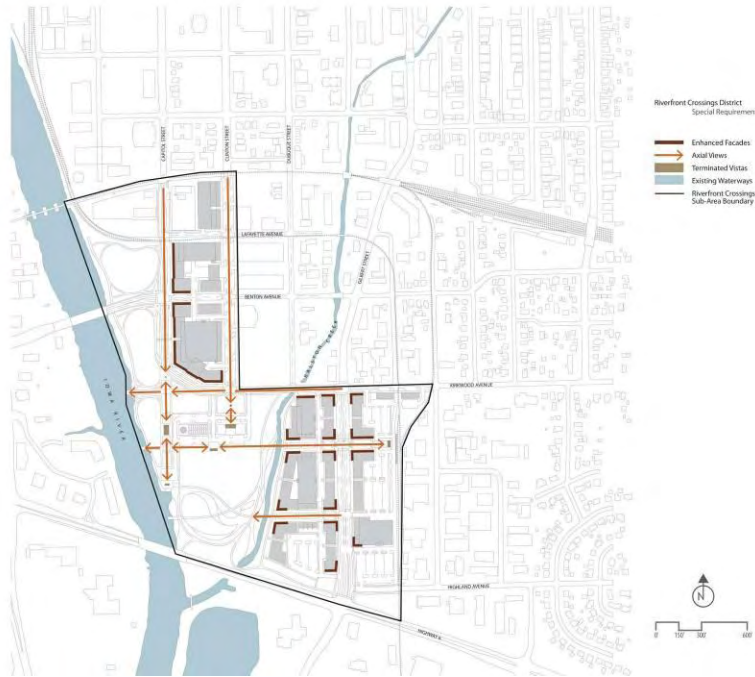 Riverfront Crossings District
Special Requirement
Enhanced Facades
Axial Views
Terminated Vistas
Existing Waterways
Riverfront Crossings
Sub-Area Boundary
CAPITOL STREET
CLINTON STREET
DUBUQUE STREET
LAFAYETTE AVENUE
GILBERT STREET
BENTON AVENUE
RALSTON CREEK
IOWA RIVER
KIRKWOOD AVENUE
HIGHLAND AVENUE
HIGHWAY 6
N
0' 150' 300' 600'